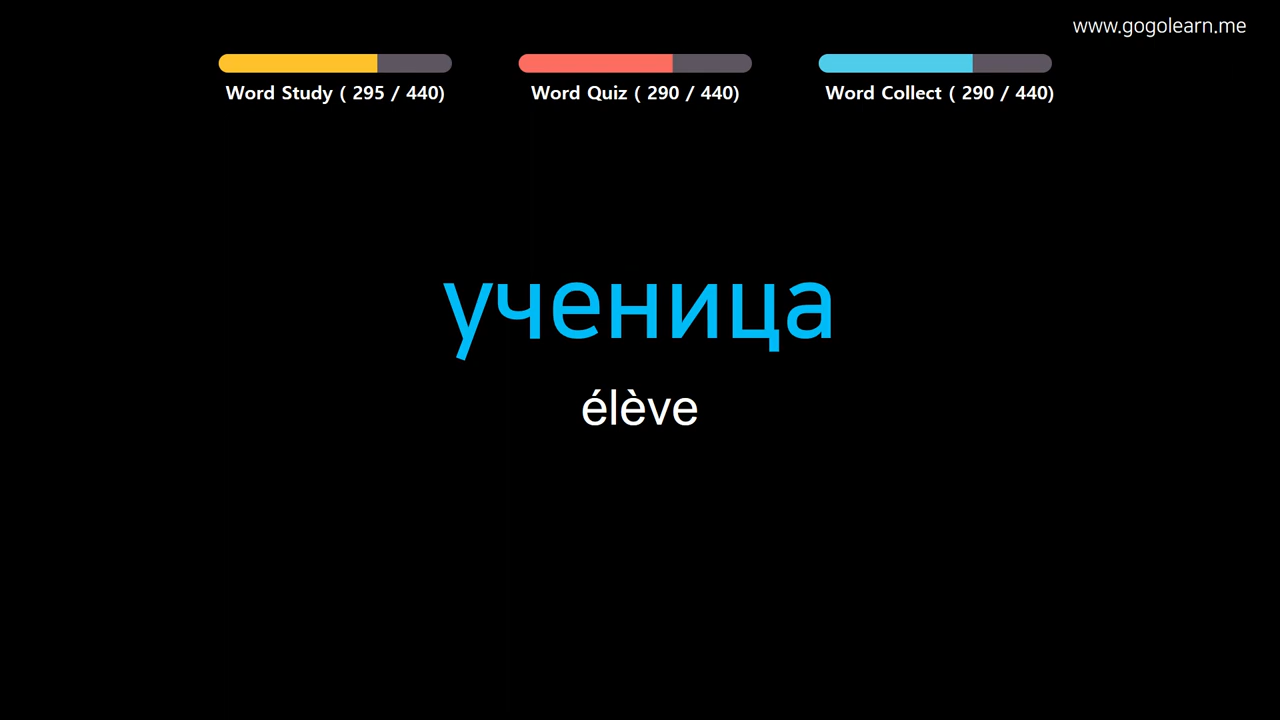 www.gogolearn.me
Word Study ( 295 / 440)
Word Quiz ( 290 / 440)
Word Collect ( 290 / 440)
ученица
élève